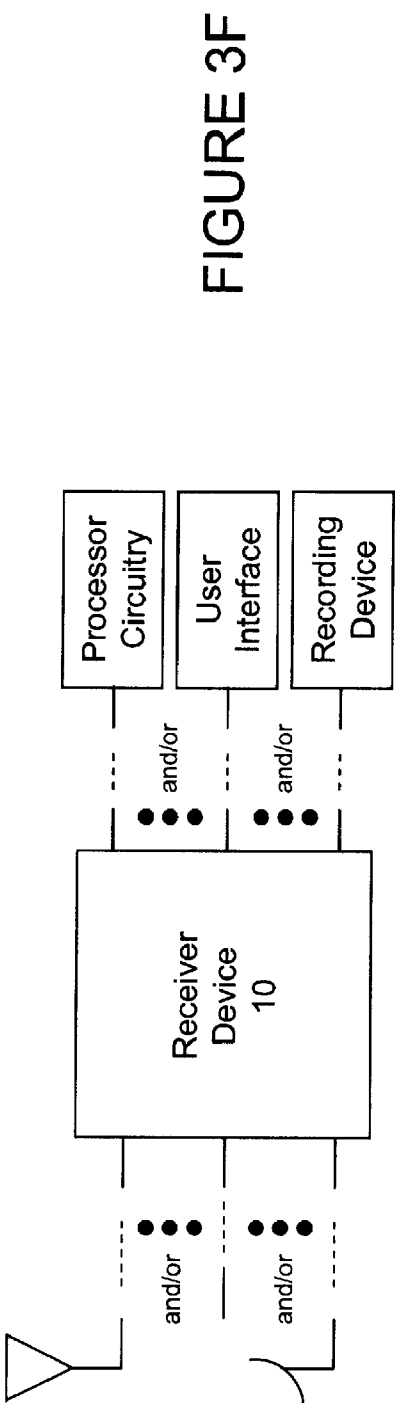 and/or
and/or
Receiver
Device
10
and/or
and/or
Processor
Circuitry
User
Interface
Recording
Device
FIGURE 3F